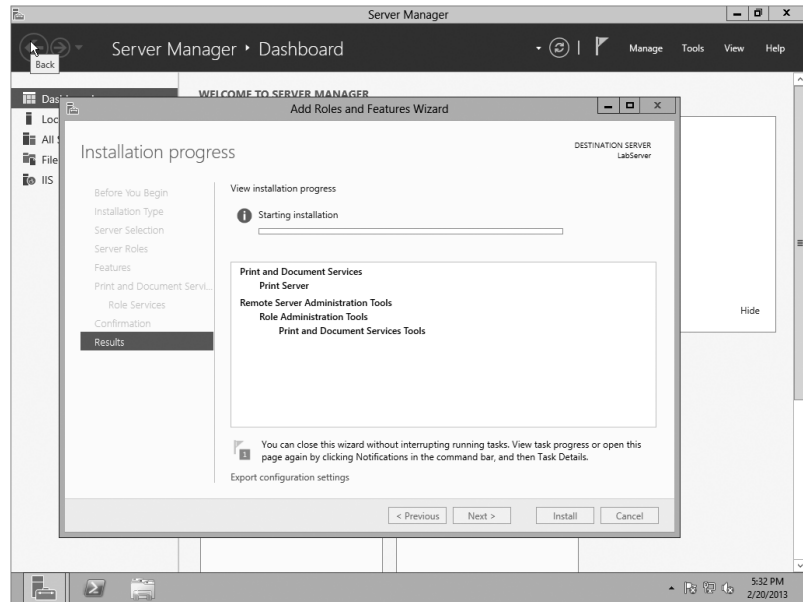 Server Manager
Server Manager • Dashboard
Manage Tools View Help
Back
WELCOME TO SERVER MANAGER
Das
Loc
All S
File
IIS
Add Roles and Features Wizard
Installation progress
DESTINATION SERVER
LabServer
Before You Begin
Installation Type
Server Selection
Server Roles
Features
Print and Document Servi...
Role Services
Confirmation
Results
View installation progress
Starting installation
Print and Document Services
Print Server
Remote Server Administration Tools
Role Administration Tools
Print and Document Services Tools
You can close this wizard without interrupting running tasks. View task progress or open this
page again by clicking Notifications in the command bar, and then Task Details.
1
Export configuration settings
< Previous Next > Install Cancel
Hide
5:32 PM
2/20/2013